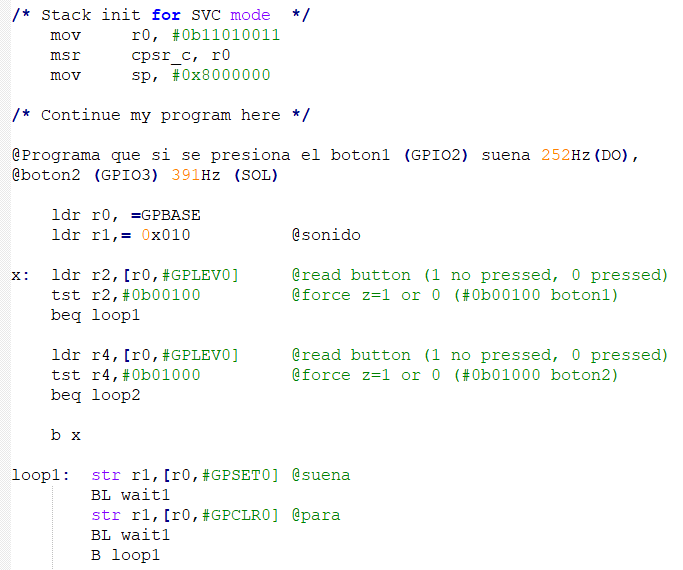 /* Stack init for SVC mode  */
    mov     r0, #0b11010011
    msr     cpsr_c, r0
    mov     sp, #0x8000000
/* Continue my program here */
@Programa que si se presiona el boton1 (GPIO2) suena 252Hz(DO),
@boton2 (GPIO3) 391Hz (SOL)
    ldr r0, =GPBASE
    ldr r1,= 0x010          @sonido
x:  ldr r2,[r0,#GPLEV0]     @read button (1 no pressed, 0 pressed)
    tst r2,#0b00100         @force z=1 or 0 (#0b00100 boton1)
    beq loop1
    ldr r4,[r0,#GPLEV0]     @read button (1 no pressed, 0 pressed)
    tst r4,#0b01000         @force z=1 or 0 (#0b01000 boton2)
    beq loop2
    b x
loop1:  str r1,[r0,#GPSET0] @suena
        BL wait1
        str r1,[r0,#GPCLR0] @para
        BL wait1
        B loop1